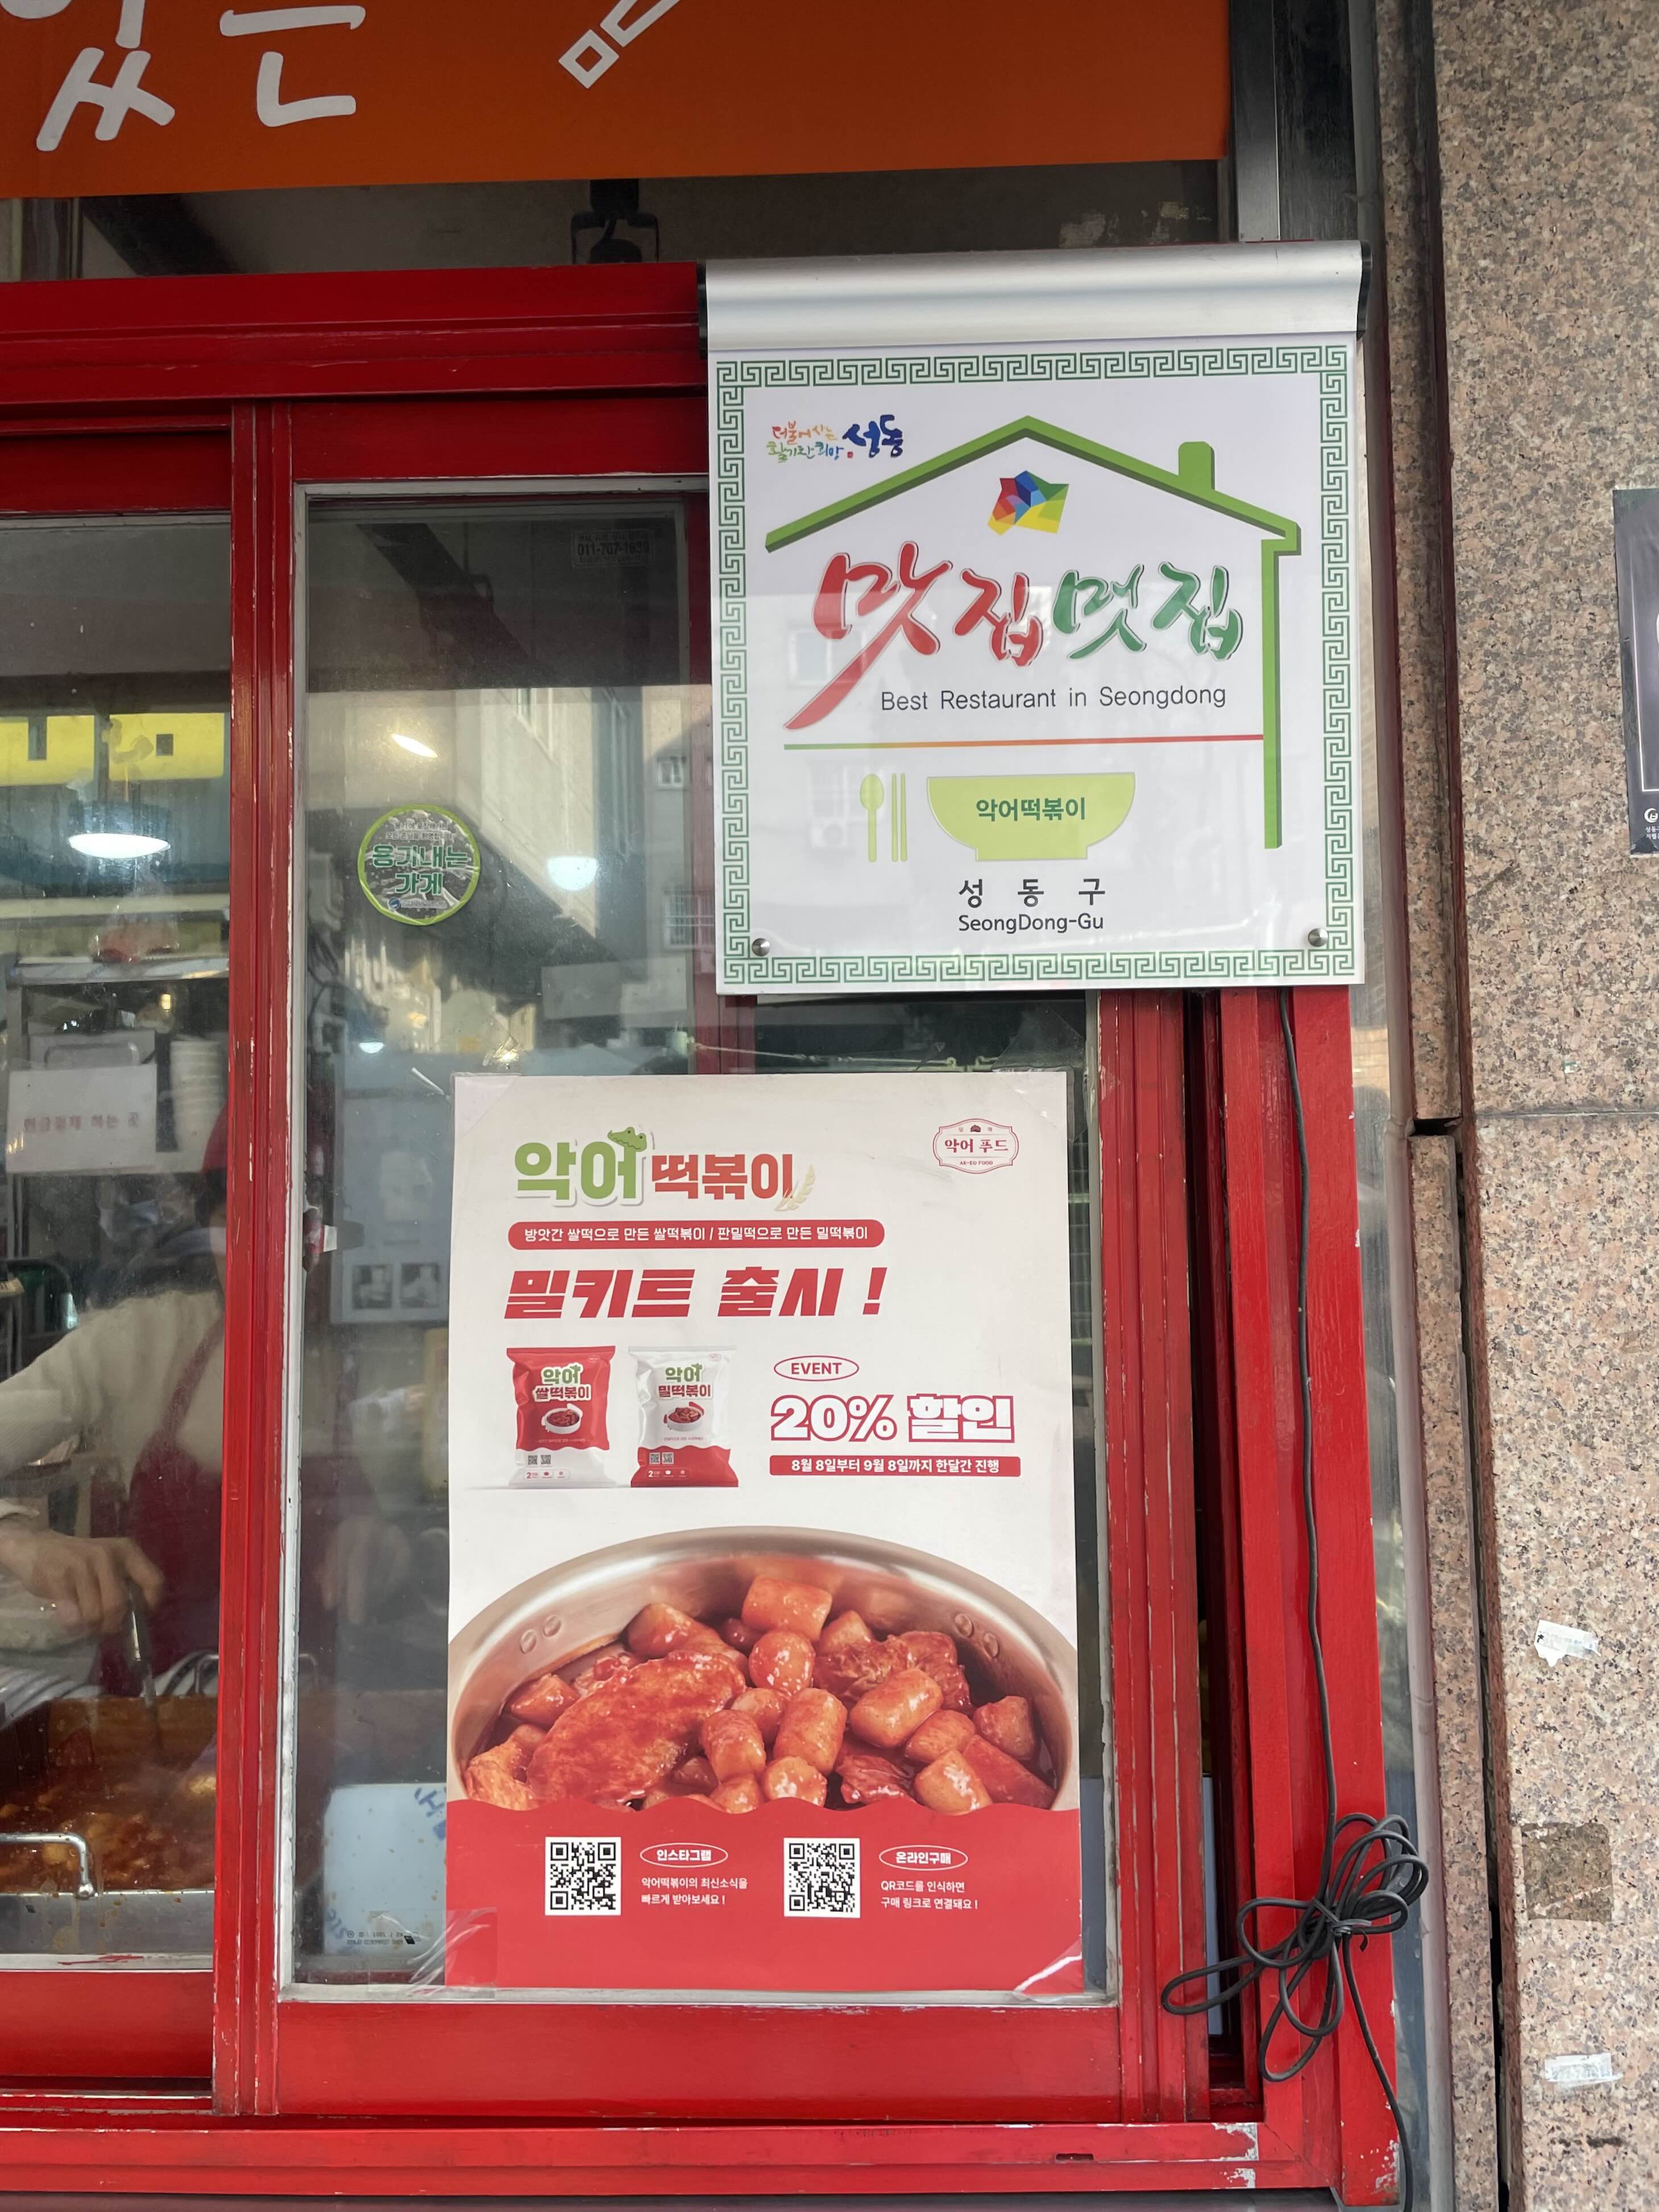 있는
더불어 사는
활기찬 희망 성동
맛집멋집
Best Restaurant in Seongdong
악어떡볶이
성동구
SeongDong-Gu
011-767-1639
용기내는
가게
악어떡볶이
악어 푸드
AK-EO FOOD
방앗간 쌀떡으로 만든 쌀떡볶이 / 판밀떡으로 만든 밀떡볶이
밀키트 출시 !
악어
쌀떡볶이
악어
밀떡볶이
EVENT
20% 할인
8월 8일부터 9월 8일까지 한달간 진행
인스타그램
악어떡볶이의 최신소식을
빠르게 받아보세요 !
온라인구매
QR코드를 인식하면
구매 링크로 연결돼요 !